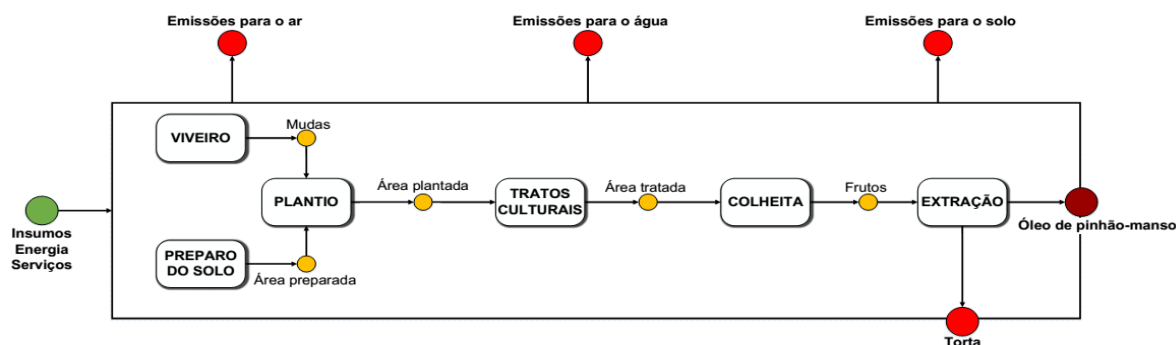 Emissões para o ar
Emissões para o água
Emissões para o solo
VIVEIRO
Mudas
PLANTIO
Área plantada
TRATOS
CULTURAIS
Área tratada
COLHEITA
Frutos
EXTRAÇÃO
Óleo de pinhão-manso
Insumos
Energia
Serviços
PREPARO
DO SOLO
Área preparada
Torta